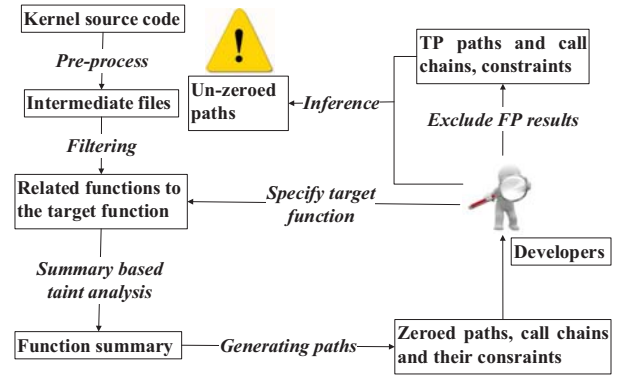 Kernel source code
Pre-process
Intermediate files
Filtering
Related functions to
the target function
Summary based
taint analysis
Function summary
Generating paths
Zeroed paths, call chains
and their consraints
Developers
Specify target
function
Exclude FP results
TP paths and call
chains, constraints
Inference
Un-zeroed
paths
!